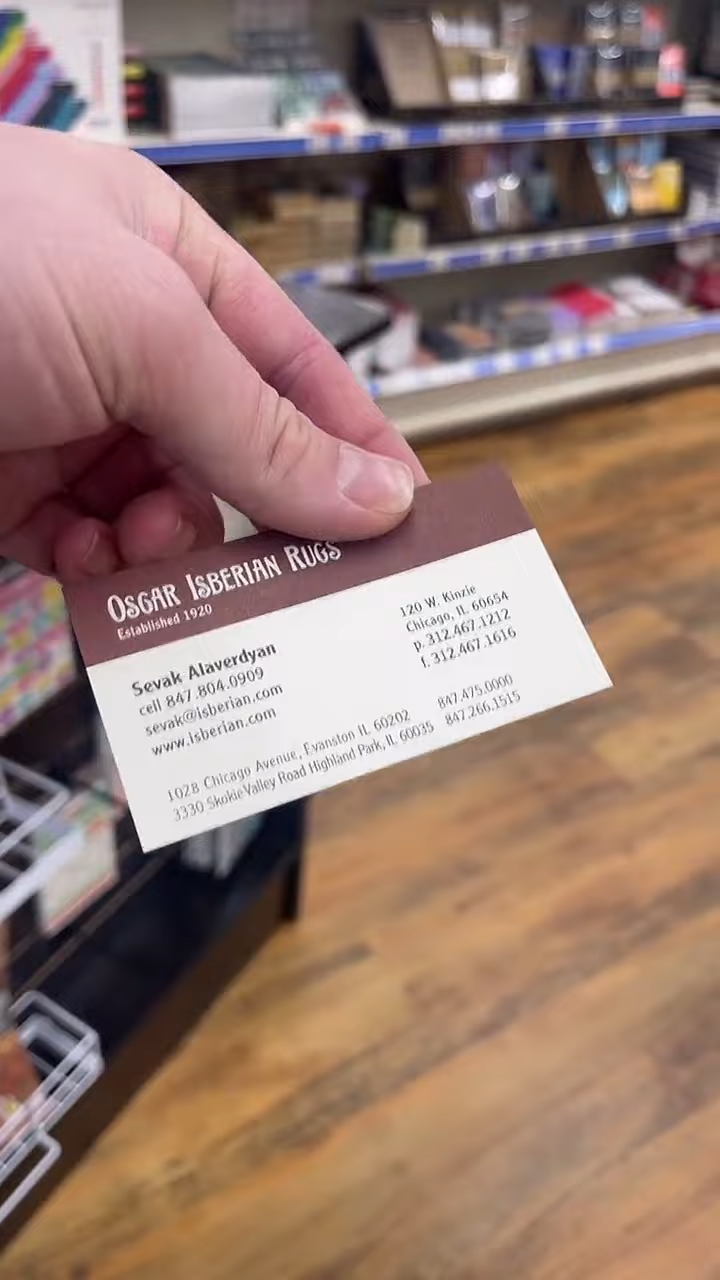 OSGAR ISBERIAN RUGS
Established 1920
Sevak Alaverdyan
cell 847.804.0909
sevak@isberian.com
www.isberian.com
120 W. Kinzie
Chicago, IL 60654
p. 312.467.1212
f. 312.467.1616
1028 Chicago Avenue, Evanston IL 60202 847.475.0000
3330 Skokie Valley Road Highland Park, IL 60035 847.266.1515